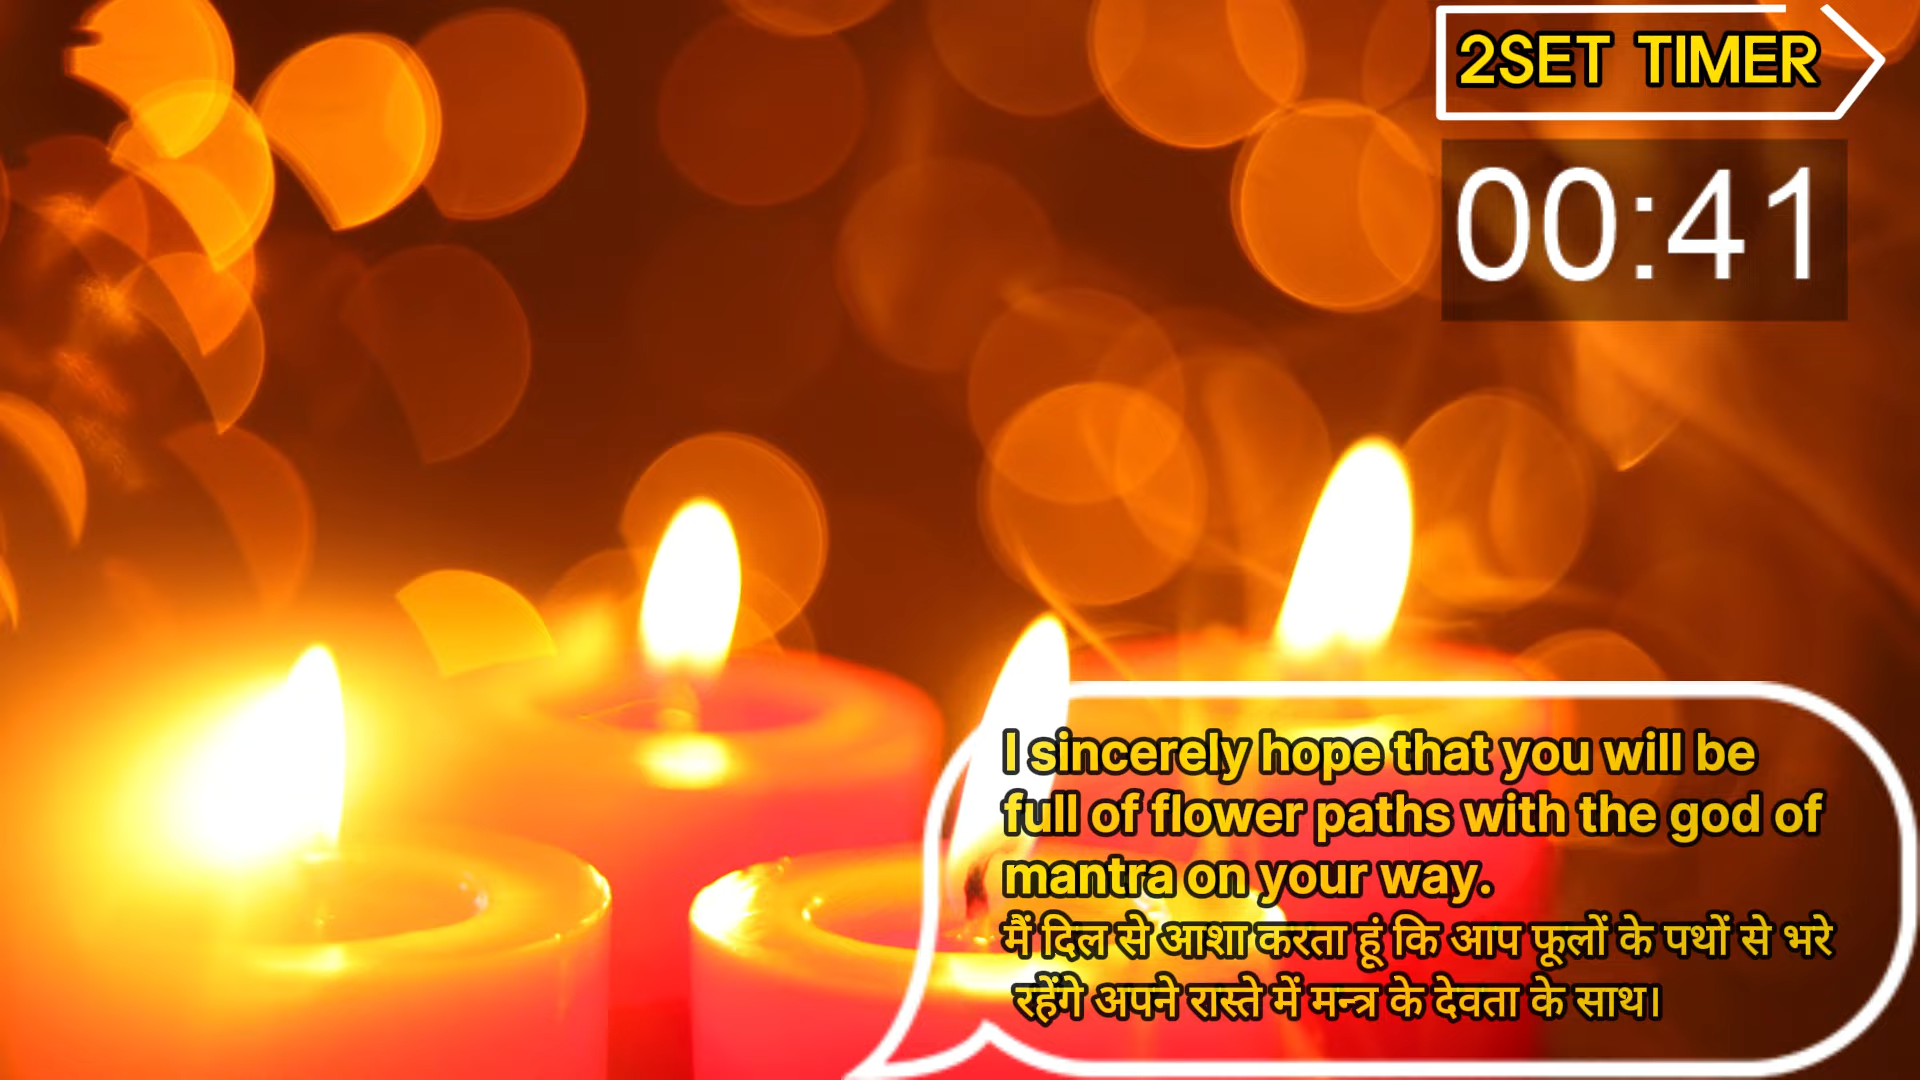 2SET TIMER
00:41
I sincerely hope that you will be
full of flower paths with the god of
mantra on your way.
मैं दिल से आशा करता हूं कि आप फूलों के पथों से भरे
रहेंगे अपने रास्ते में मन्त्र के देवता के साथ।